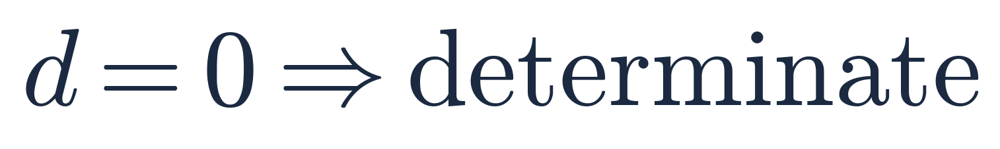 d = 0 ⇒ determinate